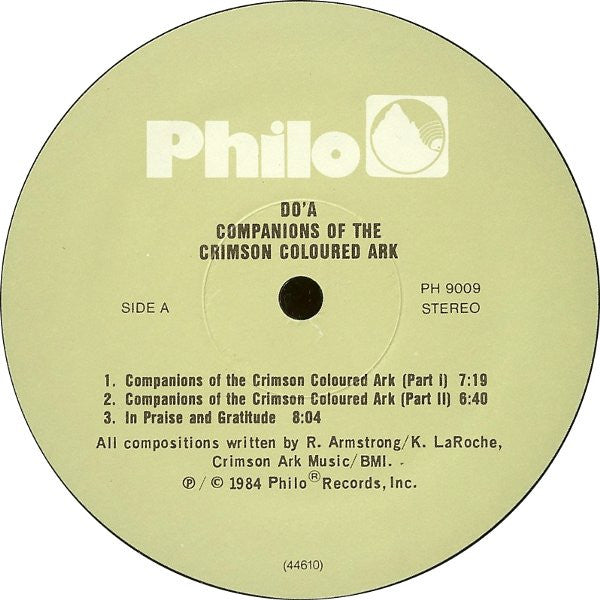 Philo
DO'A
COMPANIONS OF THE
CRIMSON COLOURED ARK
SIDE A
PH 9009
STEREO
1. Companions of the Crimson Coloured Ark (Part I) 7:19
2. Companions of the Crimson Coloured Ark (Part II) 6:40
3. In Praise and Gratitude 8:04
All compositions written by R. Armstrong/K. LaRoche,
Crimson Ark Music/BMI.
℗/© 1984 Philo® Records, Inc.
(44610)